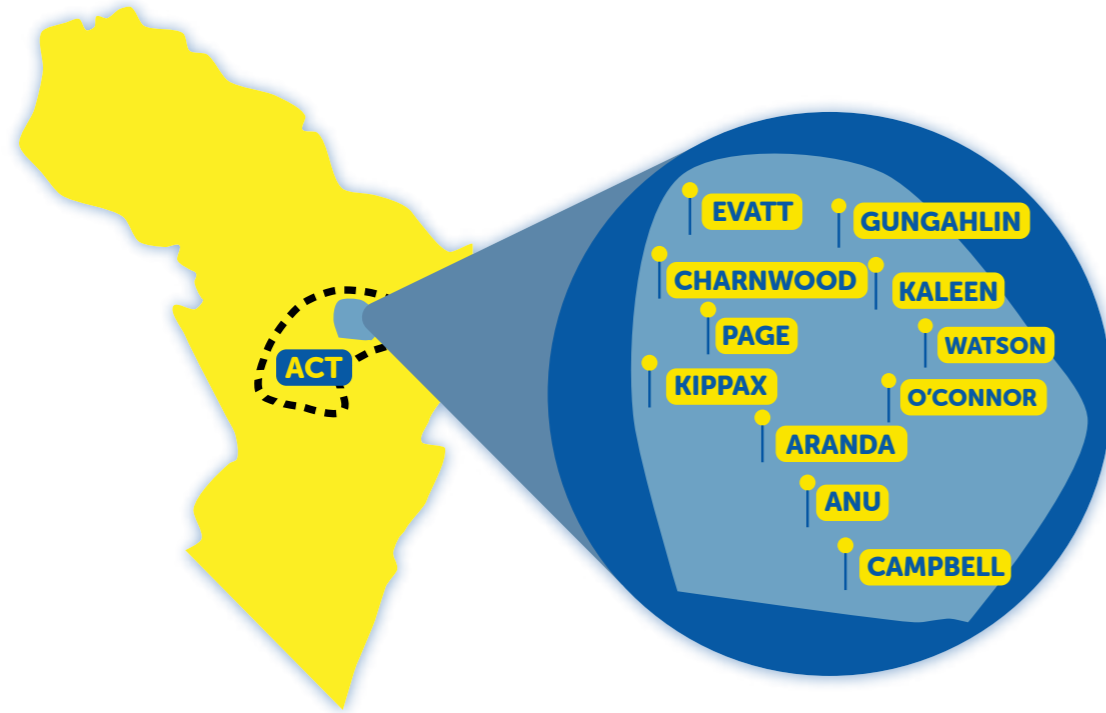 EVATT
GUNGAHLIN
CHARNWOOD
KALEEN
PAGE
WATSON
ACT
KIPPAX
O'CONNOR
ARANDA
ANU
CAMPBELL